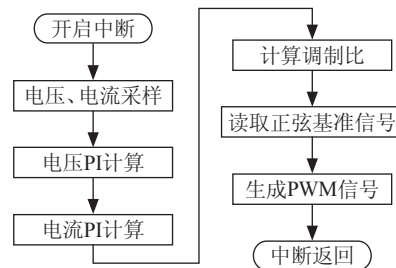 开启中断
电压、电流采样
电压PI计算
电流PI计算
计算调制比
读取正弦基准信号
生成PWM信号
中断返回